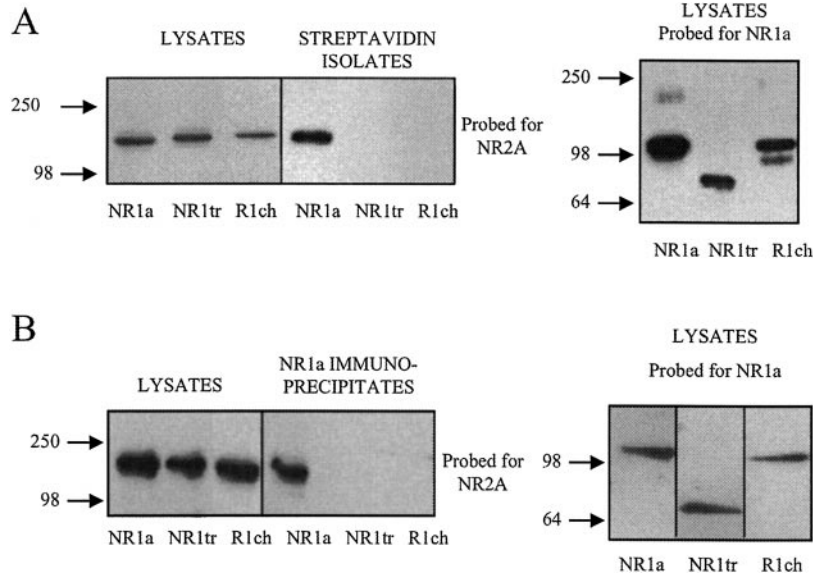 A
LYSATES
STREPTAVIDIN
ISOLATES
250
98
Probed for
NR2A
NR1a NR1tr R1ch NR1a NR1tr R1ch
LYSATES
Probed for NR1a
250
98
64
NR1a NR1tr R1ch
B
LYSATES
NR1a IMMUNO-
PRECIPITATES
250
98
Probed for
NR2A
NR1a NR1tr R1ch NR1a NR1tr R1ch
LYSATES
Probed for NR1a
98
64
NR1a NR1tr R1ch